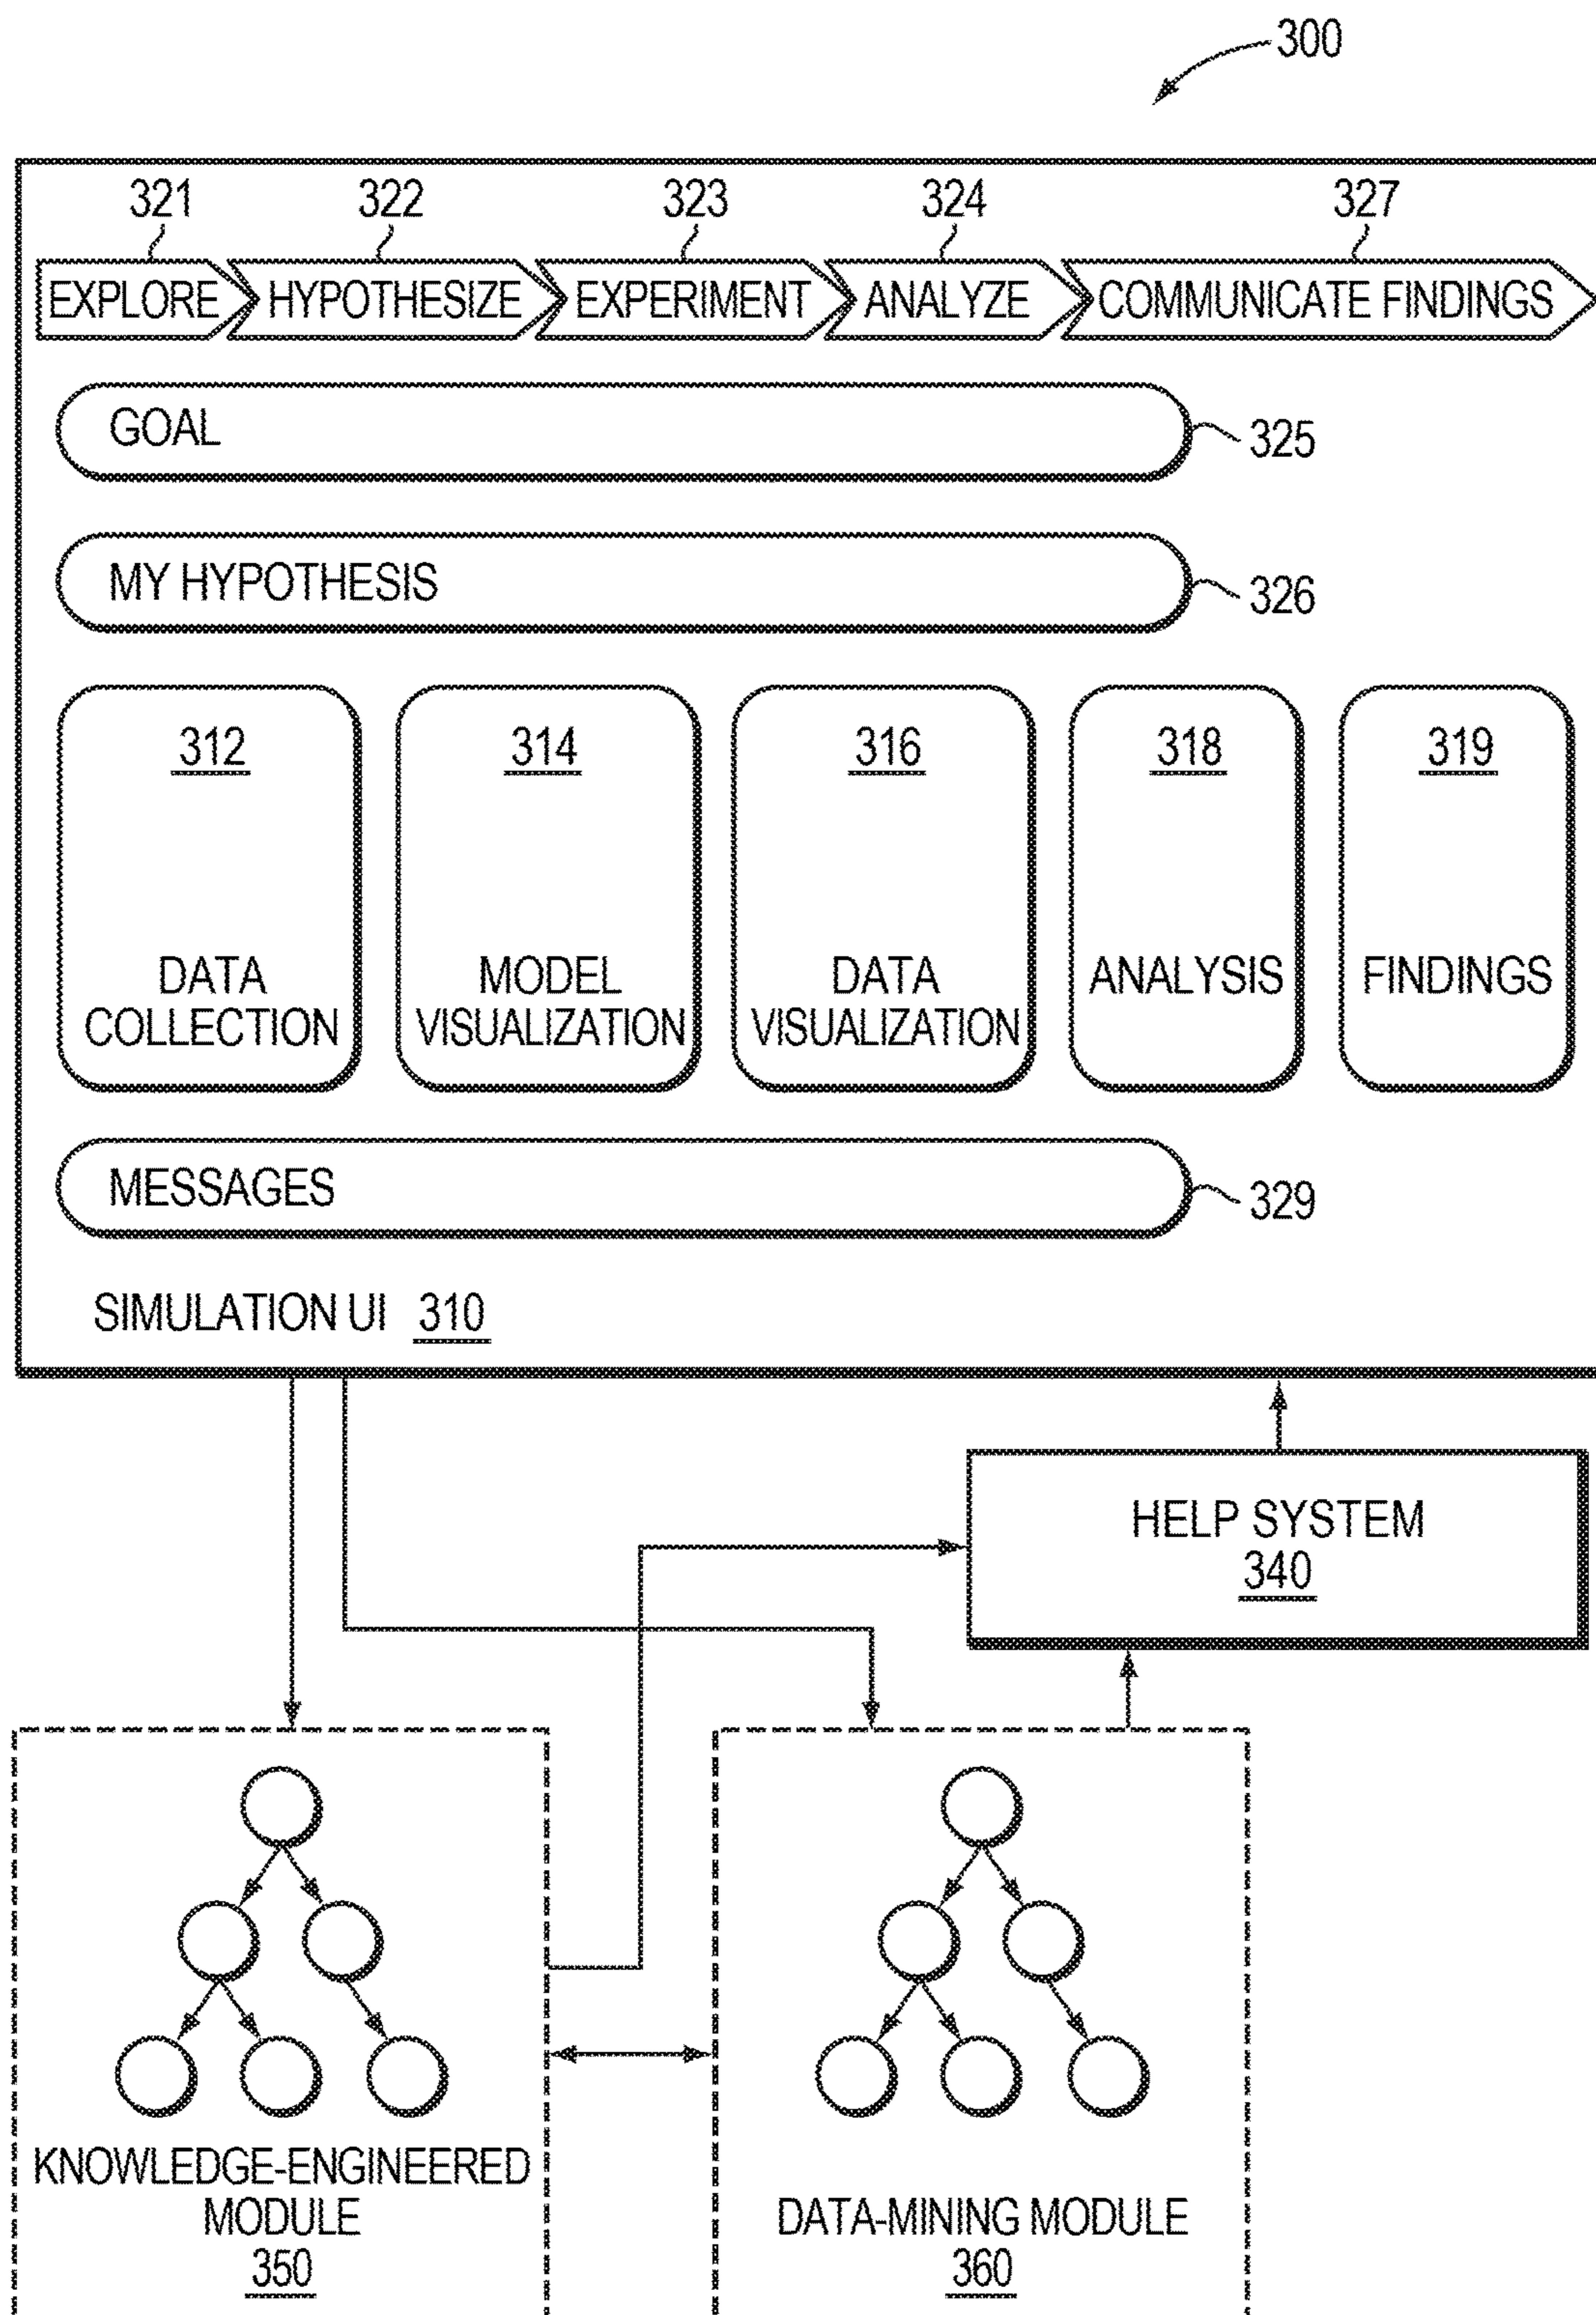 300
321 322 323 324 327
EXPLORE HYPOTHESIZE EXPERIMENT ANALYZE COMMUNICATE FINDINGS
GOAL
325
MY HYPOTHESIS
326
312 314 316 318 319
DATA MODEL DATA ANALYSIS FINDINGS
COLLECTION VISUALIZATION VISUALIZATION
MESSAGES
329
SIMULATION UI 310
HELP SYSTEM
340
KNOWLEDGE-ENGINEERED
MODULE
350
DATA-MINING MODULE
360